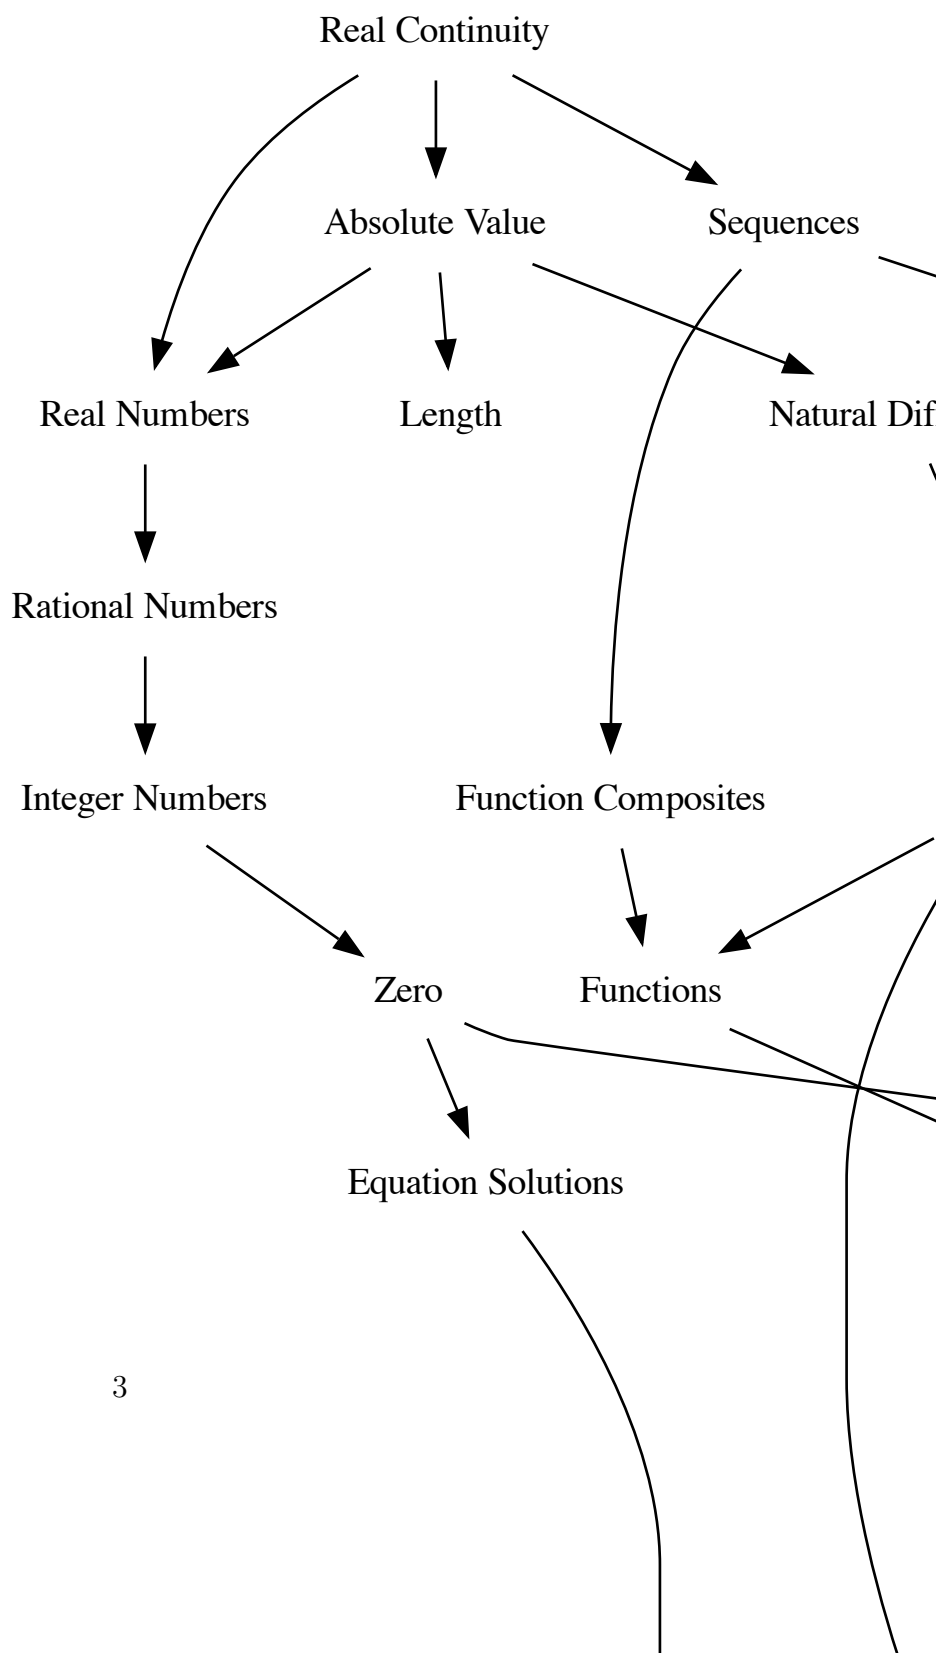 Real Continuity
Absolute Value
Sequences
Real Numbers
Length
Natural
Rational Numbers
Integer Numbers
Function Composites
Zero
Functions
Equation Solutions
3